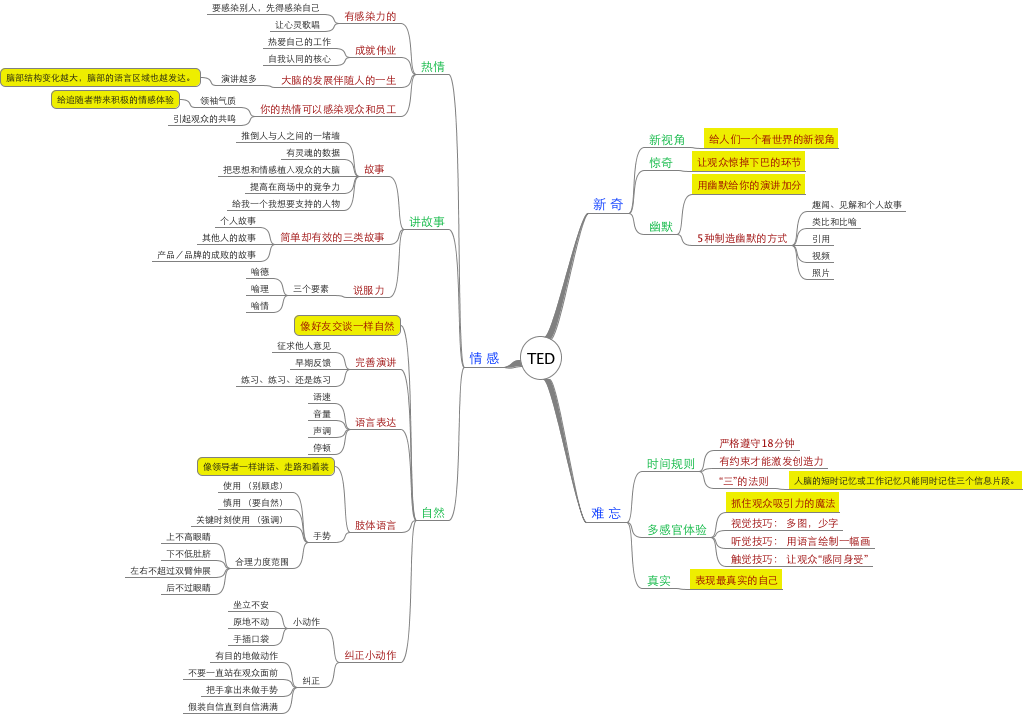 TED
情 感
热情
有感染力的
要感染别人，先得感染自己
让心灵歌唱
成就伟业
热爱自己的工作
自我认同的核心
大脑的发展伴随人的一生
演讲越多
脑部结构变化越大，脑部的语言区域也越发达。
你的热情可以感染观众和员工
领袖气质
给追随者带来积极的情感体验
引起观众的共鸣
讲故事
故事
推倒人与人之间的一堵墙
有灵魂的数据
把思想和情感植入观众的大脑
提高在商场中的竞争力
给我一个我想要支持的人物
简单却有效的三类故事
个人故事
其他人的故事
产品／品牌的成败的故事
说服力
三个要素
喻德
喻理
喻情
自然
像好友交谈一样自然
完善演讲
征求他人意见
早期反馈
练习、练习、还是练习
语言表达
语速
音量
声调
停顿
肢体语言
像领导者一样讲话、走路和着装
手势
使用（别顾虑）
慎用（要自然）
关键时刻使用（强调）
合理力度范围
上不高眼睛
下不低肚脐
左右不超过双臂伸展
后不过眼睛
纠正小动作
小动作
坐立不安
原地不动
手插口袋
纠正
有目的地做动作
不要一直站在观众面前
把手拿出来做手势
假装自信直到自信满满
新 奇
新视角
给人们一个看世界的新视角
惊奇
让观众惊掉下巴的环节
幽默
用幽默给你的演讲加分
5种制造幽默的方式
趣闻、见解和个人故事
类比和比喻
引用
视频
照片
难 忘
时间规则
严格遵守18分钟
有约束才能激发创造力
“三”的法则
人脑的短时记忆或工作记忆只能同时记住三个信息片段。
多感官体验
抓住观众吸引力的魔法
视觉技巧： 多图，少字
听觉技巧： 用语言绘制一幅画
触觉技巧： 让观众“感同身受”
真实
表现最真实的自己